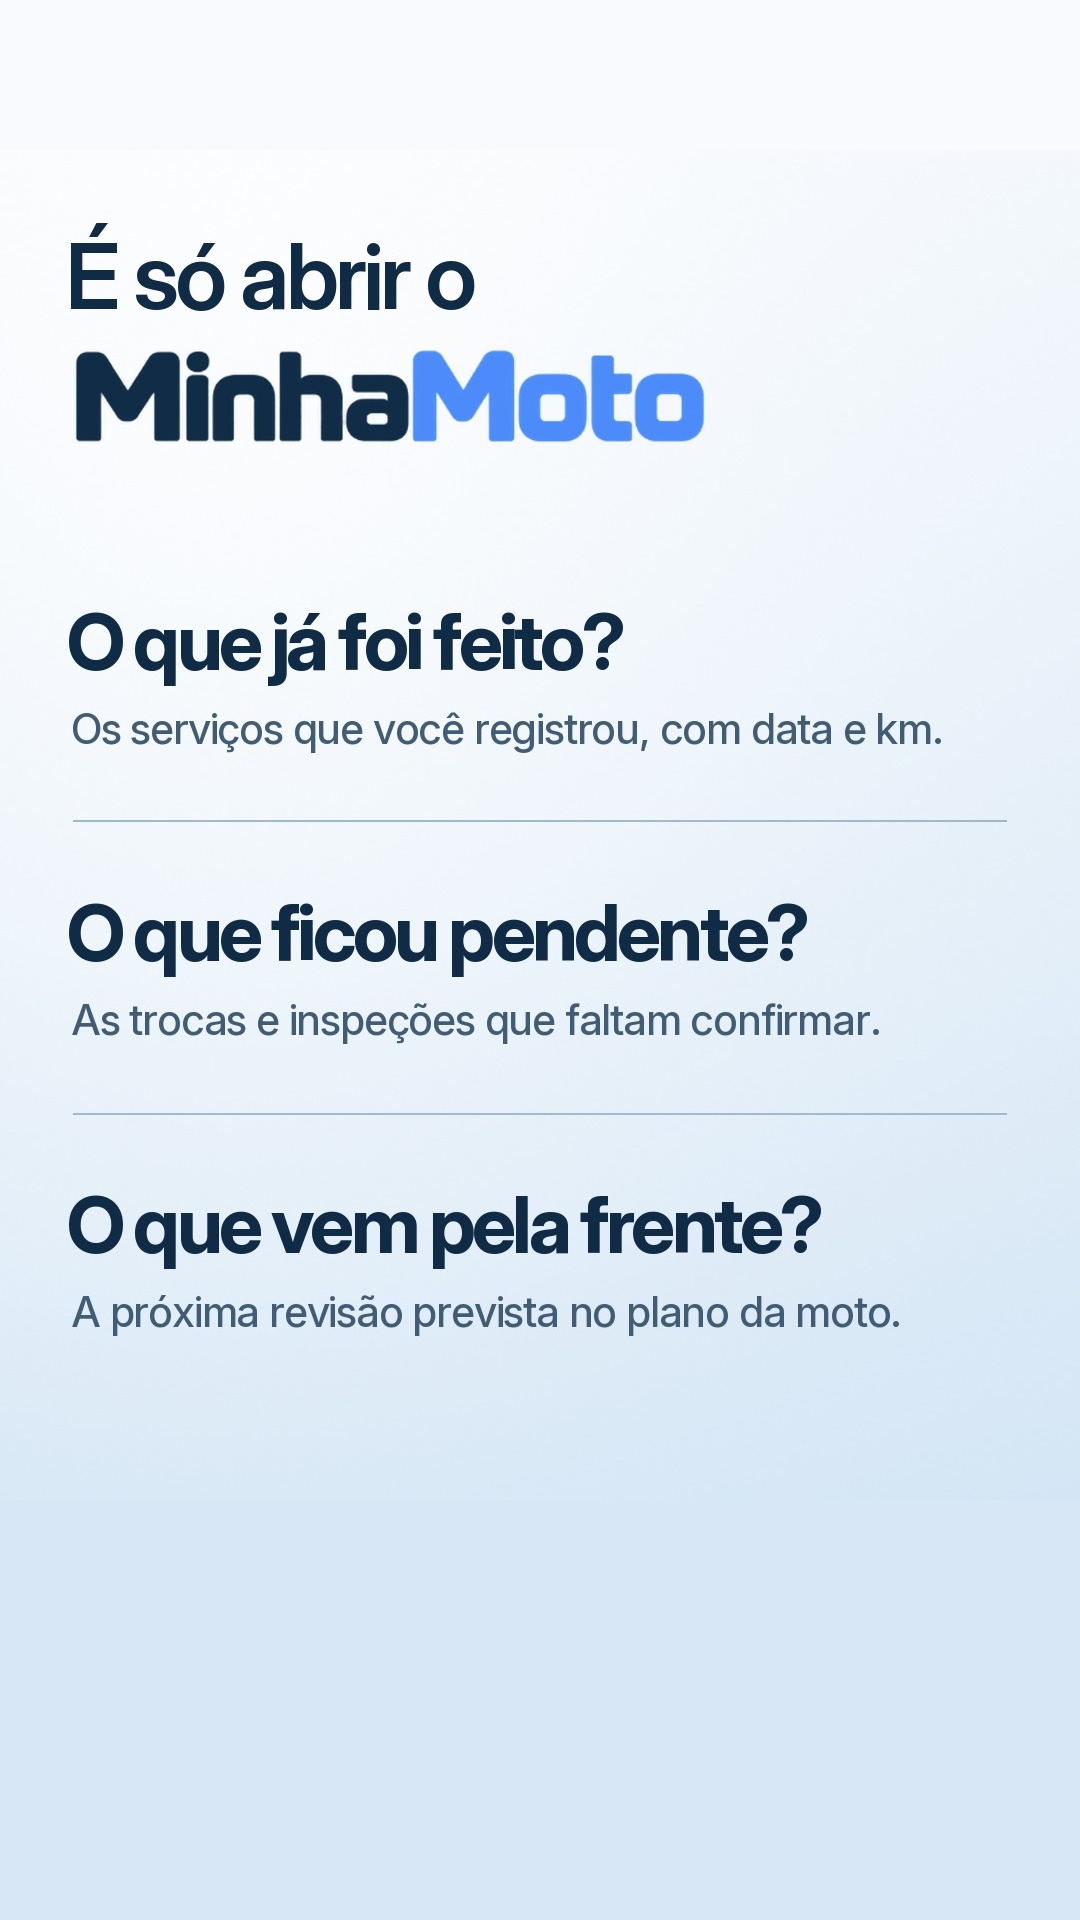 É só abrir o
MinhaMoto
O que já foi feito?
Os serviços que você registrou, com data e km.
O que ficou pendente?
As trocas e inspeções que faltam confirmar.
O que vem pela frente?
A próxima revisão prevista no plano da moto.